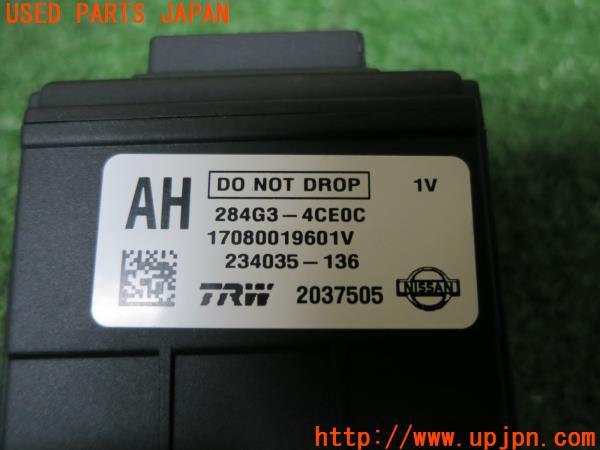 USED PARTS JAPAN
AH
DO NOT DROP
1V
284G3-4CE0C
17080019601V
234035-136
TRW 2037505 NISSAN
http://www.upjpn.com/